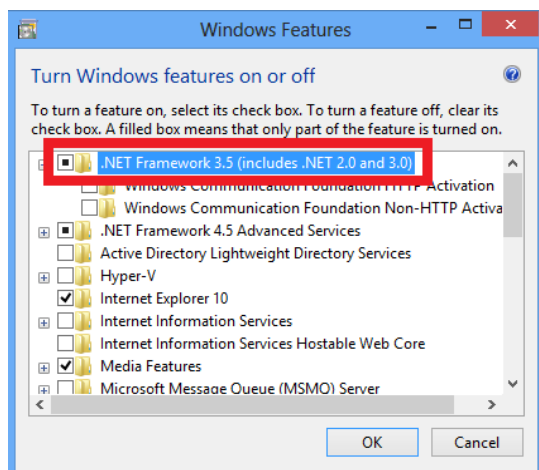 Windows Features
Turn Windows features on or off
To turn a feature on, select its check box. To turn a feature off, clear its
check box. A filled box means that only part of the feature is turned on.
.NET Framework 3.5 (includes .NET 2.0 and 3.0)
Windows Communication Foundation HTTP Activation
Windows Communication Foundation Non-HTTP Activa
.NET Framework 4.5 Advanced Services
Active Directory Lightweight Directory Services
Hyper-V
Internet Explorer 10
Internet Information Services
Internet Information Services Hostable Web Core
Media Features
Microsoft Message Queue (MSMQ) Server
OK Cancel